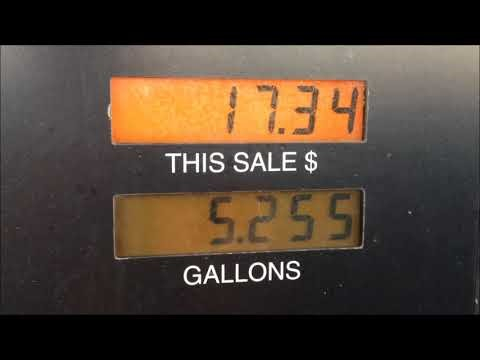 17.34
THIS SALE $
5.255
GALLONS